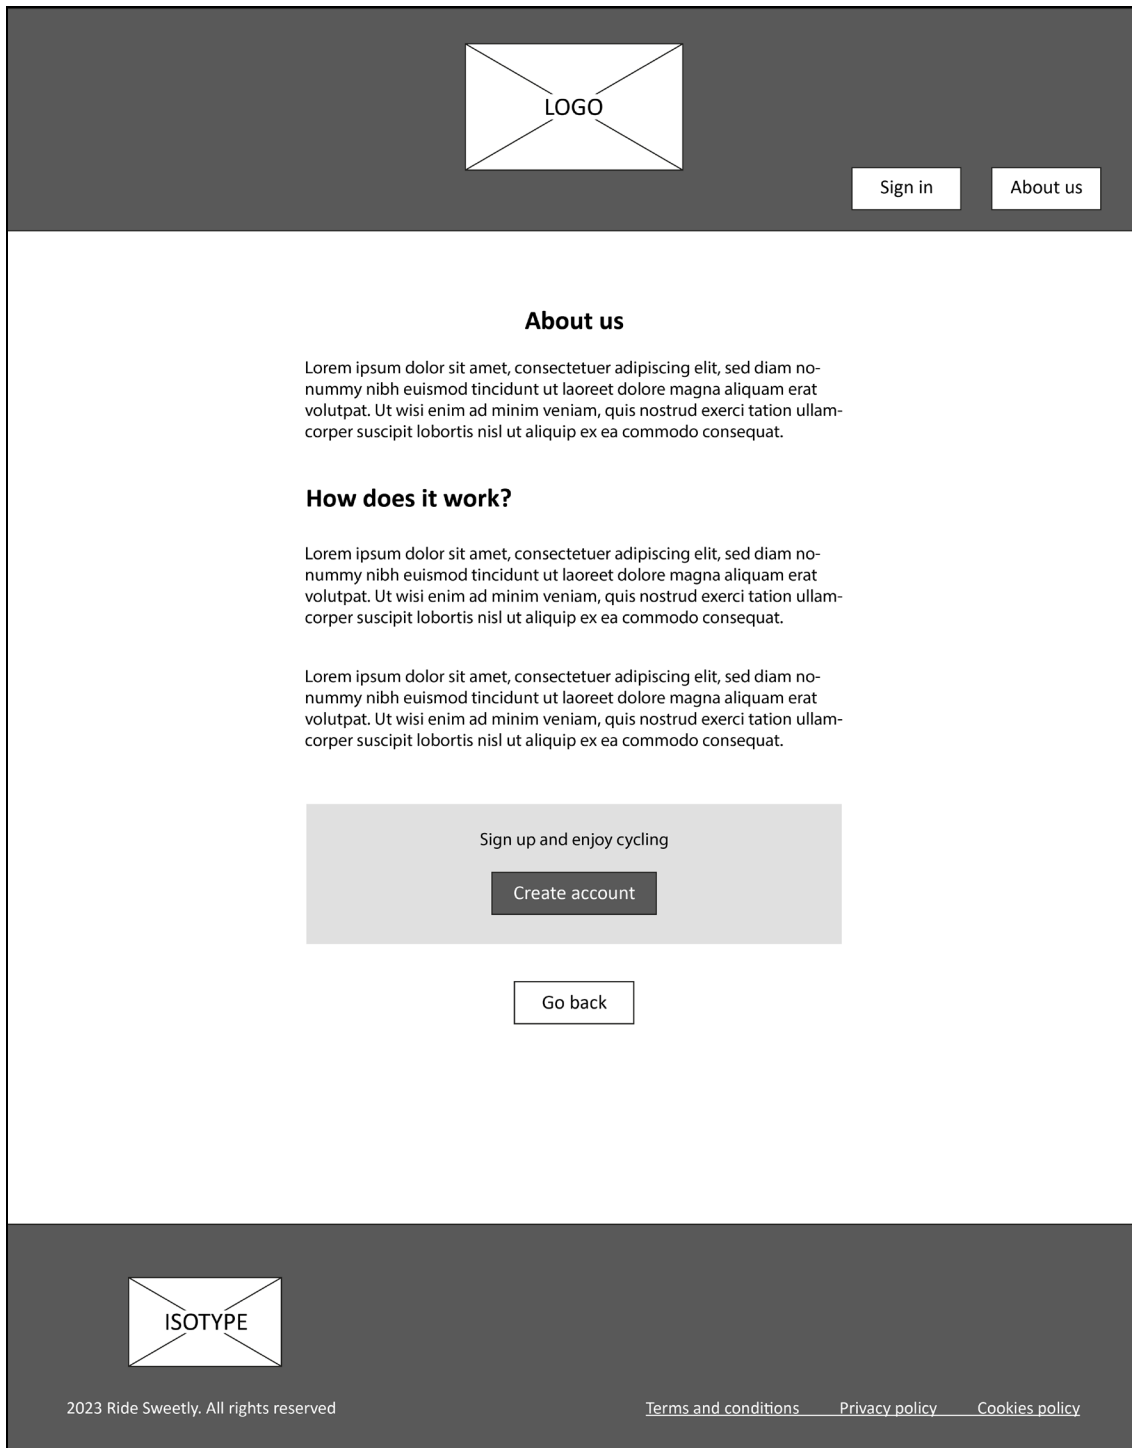 LOGO
Sign in
About us
About us
Lorem ipsum dolor sit amet, consectetuer adipiscing elit, sed diam no-
nummy nibh euismod tincidunt ut laoreet dolore magna aliquam erat
volutpat. Ut wisi enim ad minim veniam, quis nostrud exerci tation ullam-
corper suscipit lobortis nisl ut aliquip ex ea commodo consequat.
How does it work?
Lorem ipsum dolor sit amet, consectetuer adipiscing elit, sed diam no-
nummy nibh euismod tincidunt ut laoreet dolore magna aliquam erat
volutpat. Ut wisi enim ad minim veniam, quis nostrud exerci tation ullam-
corper suscipit lobortis nisl ut aliquip ex ea commodo consequat.
Lorem ipsum dolor sit amet, consectetuer adipiscing elit, sed diam no-
nummy nibh euismod tincidunt ut laoreet dolore magna aliquam erat
volutpat. Ut wisi enim ad minim veniam, quis nostrud exerci tation ullam-
corper suscipit lobortis nisl ut aliquip ex ea commodo consequat.
Sign up and enjoy cycling
Create account
Go back
ISOTYPE
2023 Ride Sweetly. All rights reserved
Terms and conditions
Privacy policy
Cookies policy